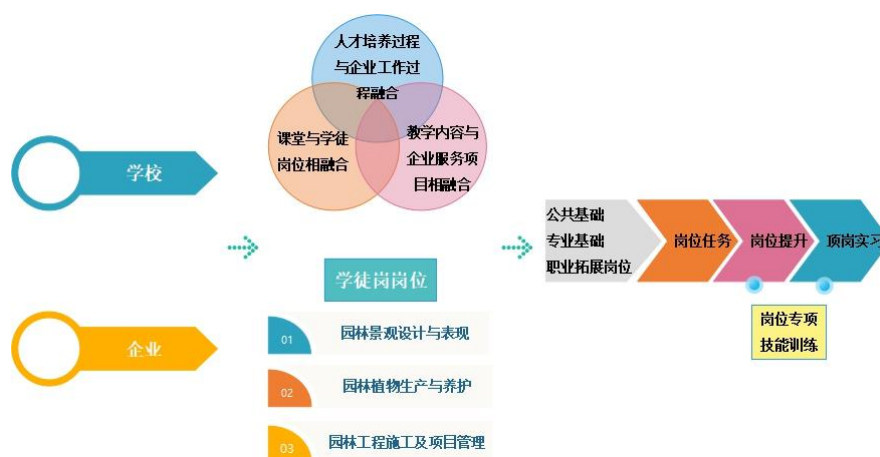 学校
企业
人才培养过程
与企业工作过
程融合
课堂与学徒
岗位相融合
教学内容与
企业服务项
目相融合
学徒岗岗位
01
园林景观设计与表现
02
园林植物生产与养护
03
园林工程施工及项目管理
公共基础
专业基础
职业拓展岗位
岗位任务
岗位提升
顶岗实习
岗位专项
技能训练